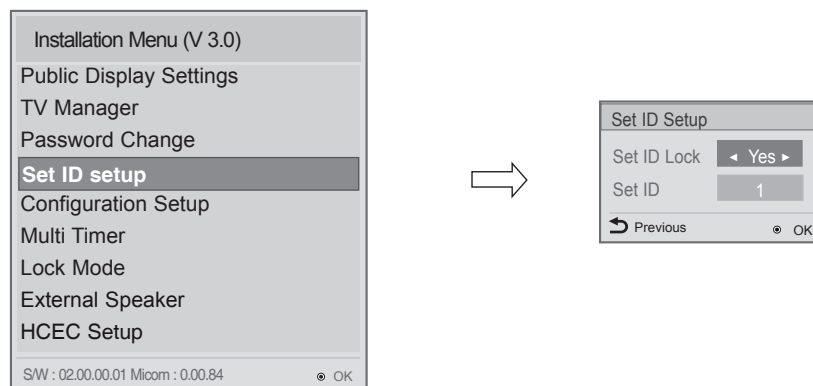 Installation Menu (V 3.0)
Public Display Settings
TV Manager
Password Change
Set ID setup
Configuration Setup
Multi Timer
Lock Mode
External Speaker
HCEC Setup
S/W : 02.00.00.01 Micom : 0.00.84 ◉ OK
Set ID Setup
Set ID Lock ◄ Yes ►
Set ID 1
Previous ◉ OK